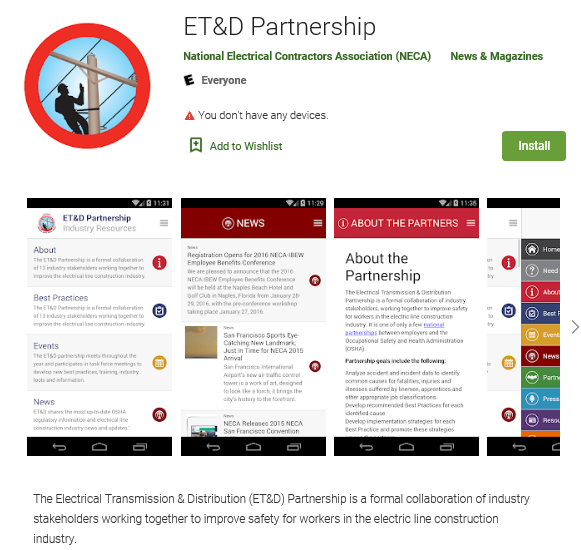 ET&D Partnership
National Electrical Contractors Association (NECA) News & Magazines
E Everyone
You don't have any devices.
Add to Wishlist
Install
11:31
ET&D Partnership
Industry Resources
About
The ET&D Partnership is a formal collaboration
of 13 industry stakeholders working together to
improve the electrical line construction industry.
Best Practices
The ET&D Partnership is a formal collaboration
of 13 industry stakeholders working together to
improve the electrical line construction industry.
Events
The ET&D partnership meets throughout the
year and participates in task force meetings to
develop new best practices, training, industry
tools and information.
News
ET&D shares the most up-to-date OSHA
regulatory information and electrical line
construction industry news and updates."
11:29
NEWS
News
Registration Opens for 2016 NECA-IBEW
Employee Benefits Conference
We are pleased to announce that the 2016
NECA-IBEW Employee Benefits Conference
will be held at the Naples Beach Hotel and
Golf Club in Naples, Florida from January 28-
29, 2016, with the pre-conference workshop
taking place January 27, 2016.
News
San Francisco Sports Eye-
Catching New Landmark;
Just in Time for NECA 2015
Arrival
San Francisco International
Airport's new air traffic control
tower is a work of art, designed
to look like a torch, it brings the
city's history to the forefront.
News
NECA Releases 2015 NECA
San Francisco Convention
11:35
ABOUT THE PARTNERS
About the
Partnership
The Electrical Transmission & Distribution
Partnership is a formal collaboration of industry
stakeholders, working together to improve safety
for workers in the electric line construction
industry. It is one of only a few national
partnerships between employers and the
Occupational Safety and Health Administration
(OSHA).
Partnership goals include the following:
Analyze accident and incident data to identify
common causes for fatalities, injuries and
illnesses suffered by linemen, apprentices and
other appropriate job classifications.
Develop recommended Best Practices for each
identified cause.
Develop implementation strategies for each
Best Practice and promote these strategies
Home
Need
About
Best P
Events
News
Partne
Presen
Resou
The Electrical Transmission & Distribution (ET&D) Partnership is a formal collaboration of industry
stakeholders working together to improve safety for workers in the electric line construction
industry.